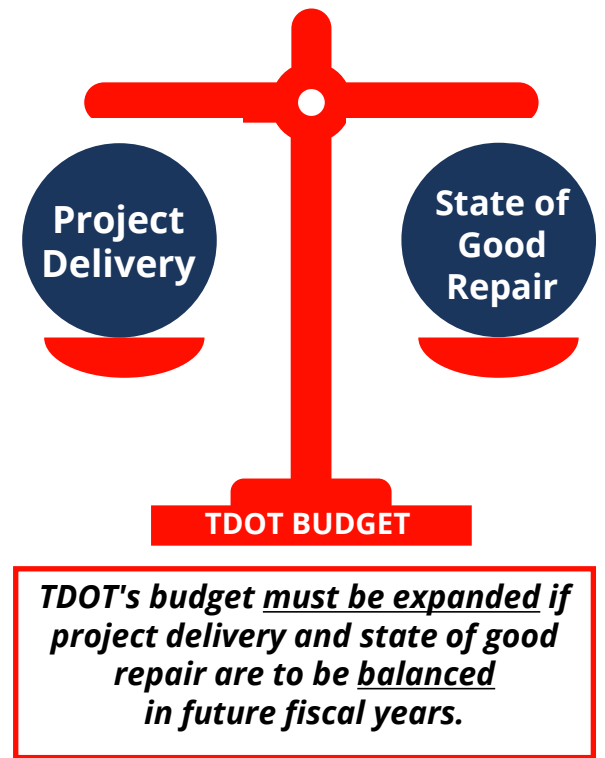 Project
Delivery
State of
Good
Repair
TDOT BUDGET
TDOT's budget must be expanded if
project delivery and state of good
repair are to be balanced
in future fiscal years.